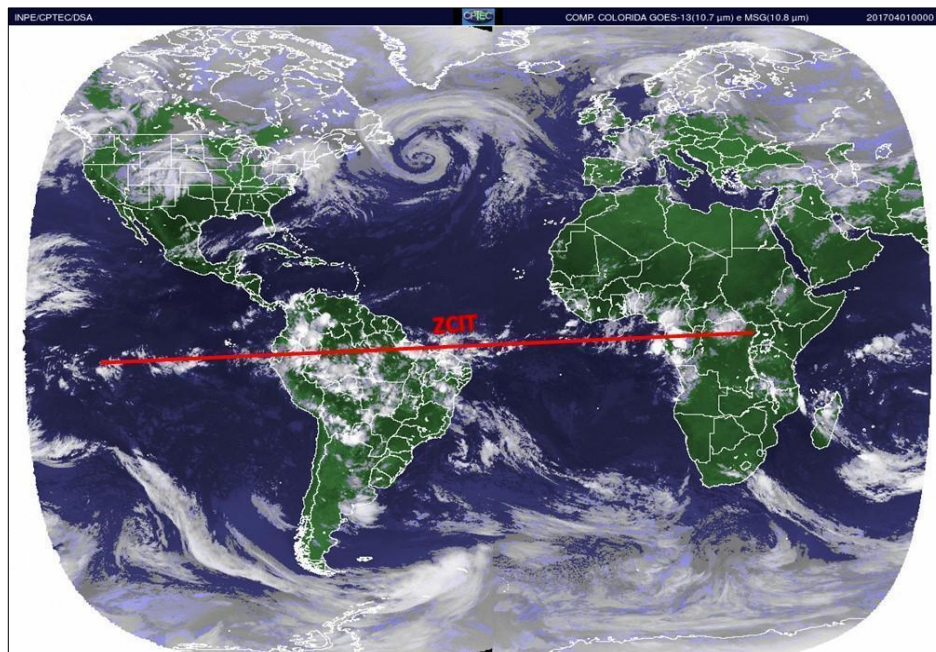 INPE/CPTEC/DSA
CPTEC
COMP. COLORIDA GOES-13(10.7 µm) e MSG(10.8 µm)
201704010000
ZCIT